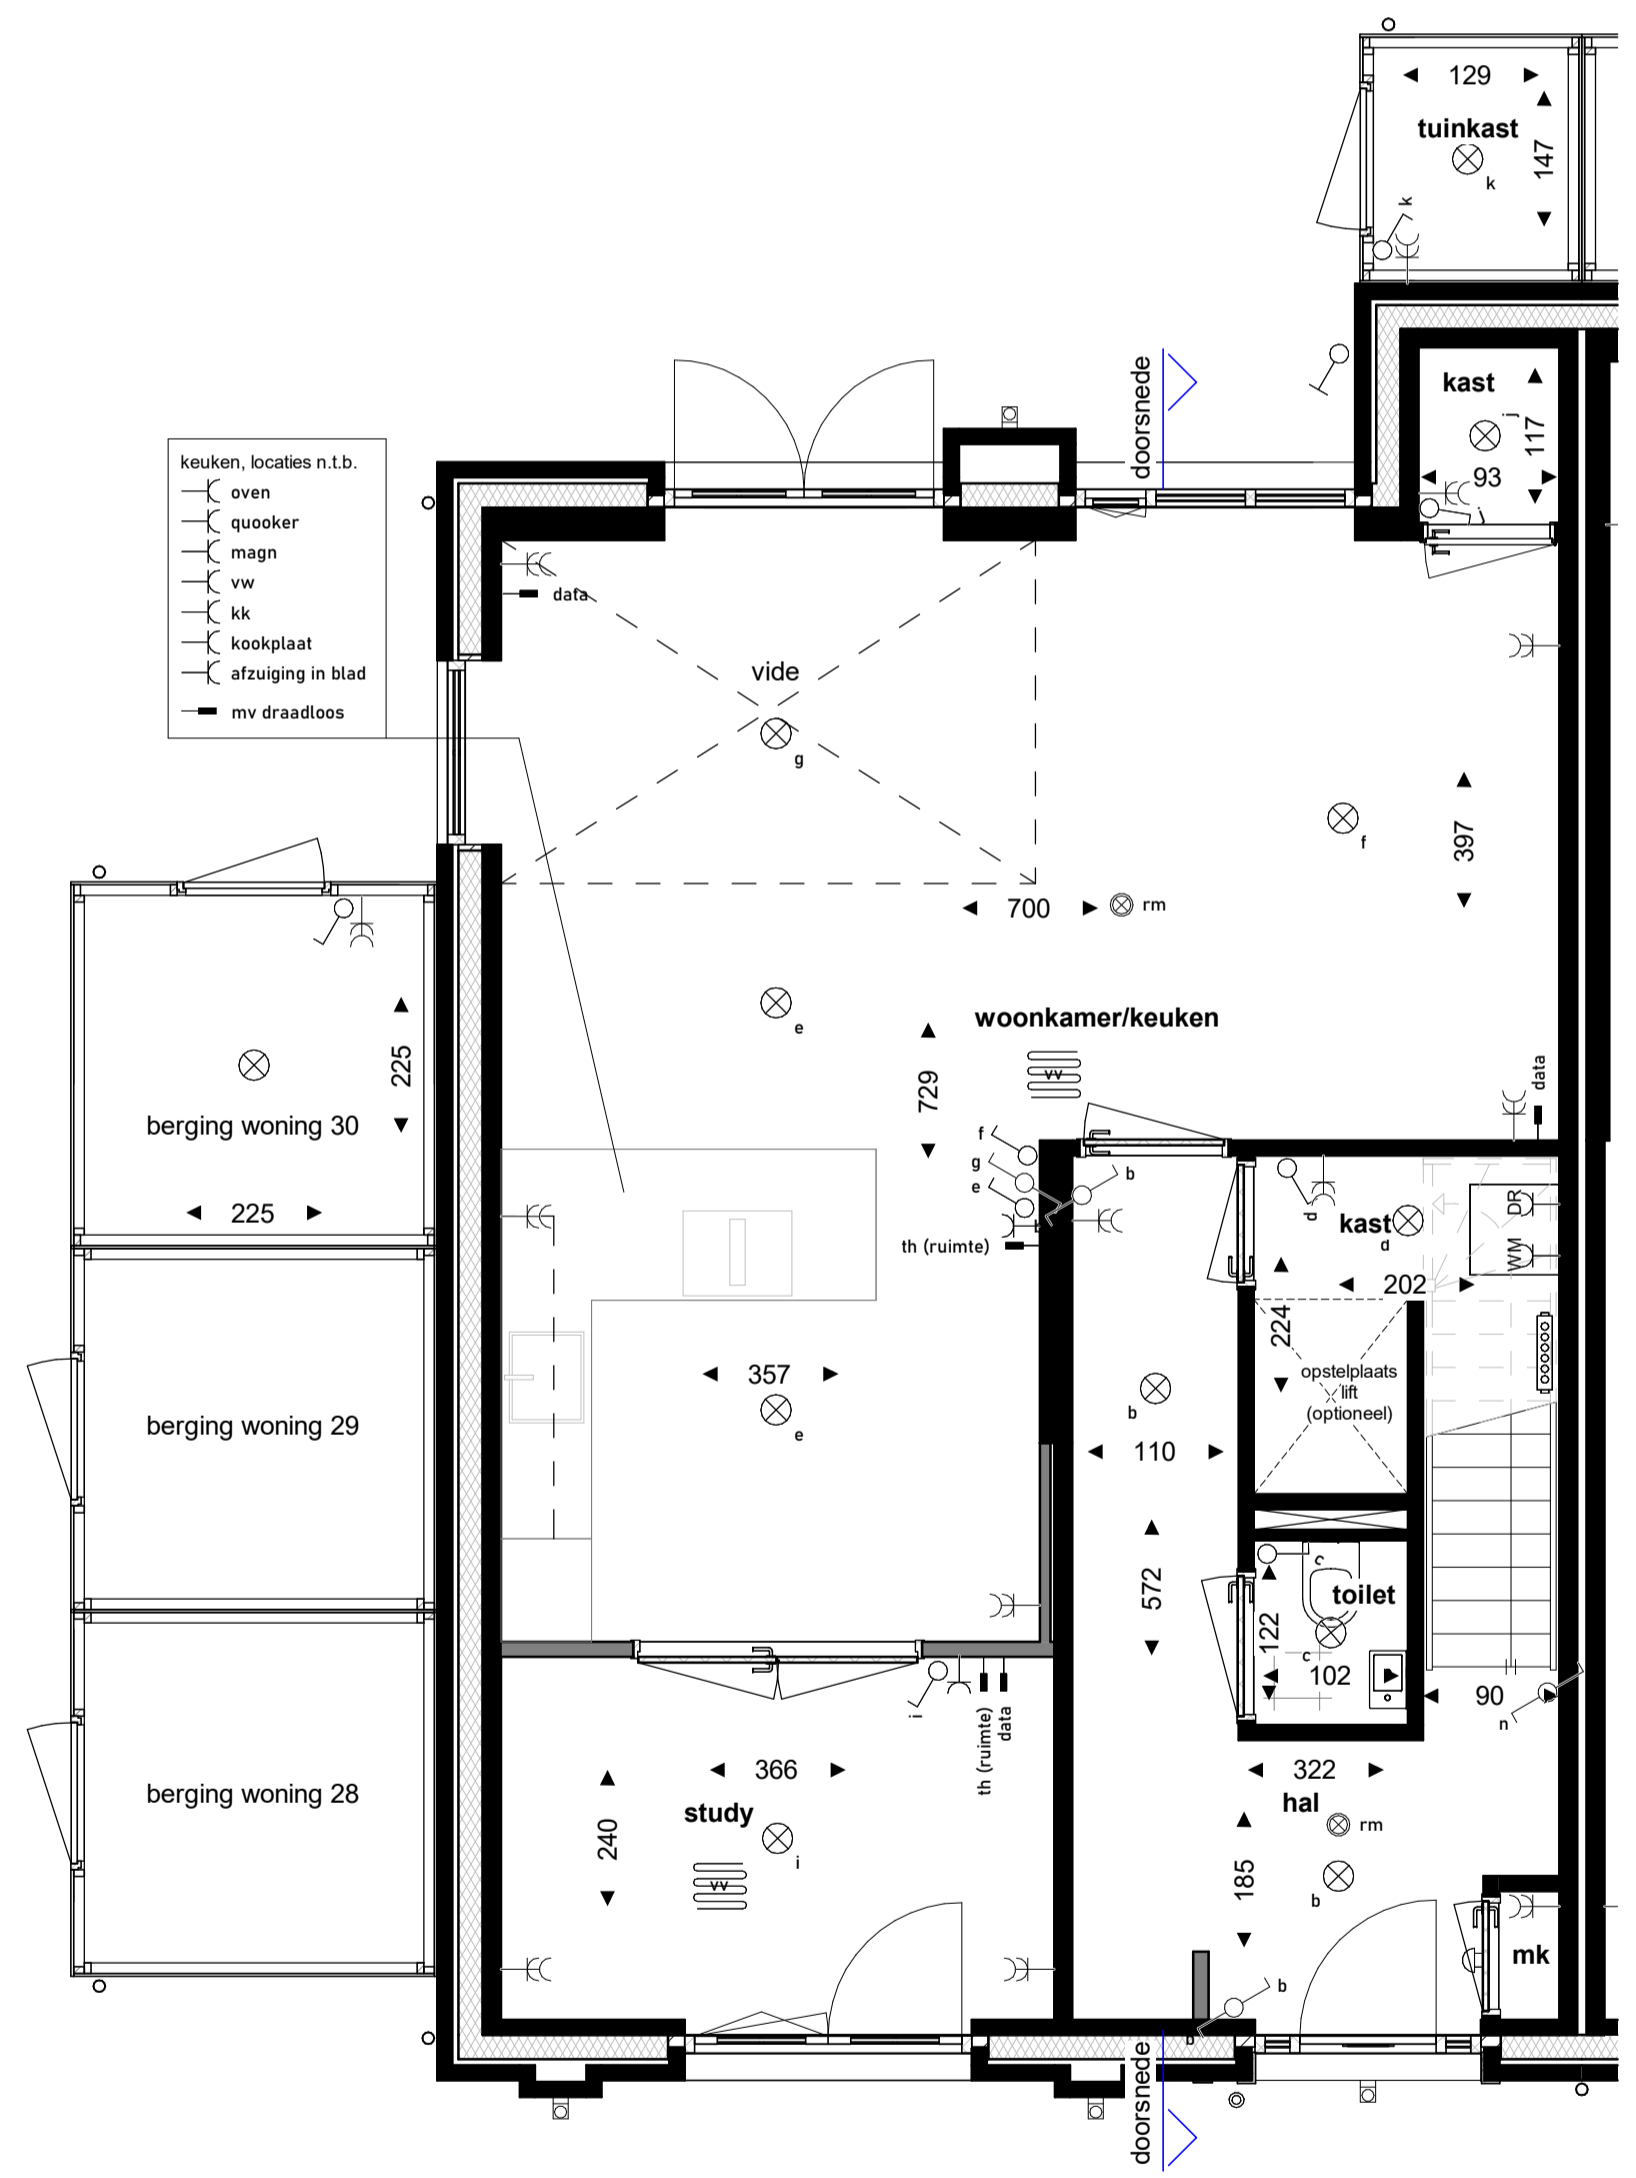 129
tuinkast
147
k
k
doorsnede
kast
j
117
93
j
keuken, locaties n.t.b.
oven
quooker
magn
vw
kk
kookplaat
afzuiging in blad
mv draadloos
data
vide
g
f
397
700
rm
e
woonkamer/keuken
vv
729
data
225
berging woning 30
225
f
g
e
b
th (ruimte)
d
kast
d
DR
WM
202
224
opstelplaats
lift
(optioneel)
357
e
b
110
berging woning 29
572
c
toilet
122
c
102
90
n
i
th (ruimte)
data
366
study
240
i
vv
322
hal
rm
185
b
berging woning 28
mk
b
b
doorsnede